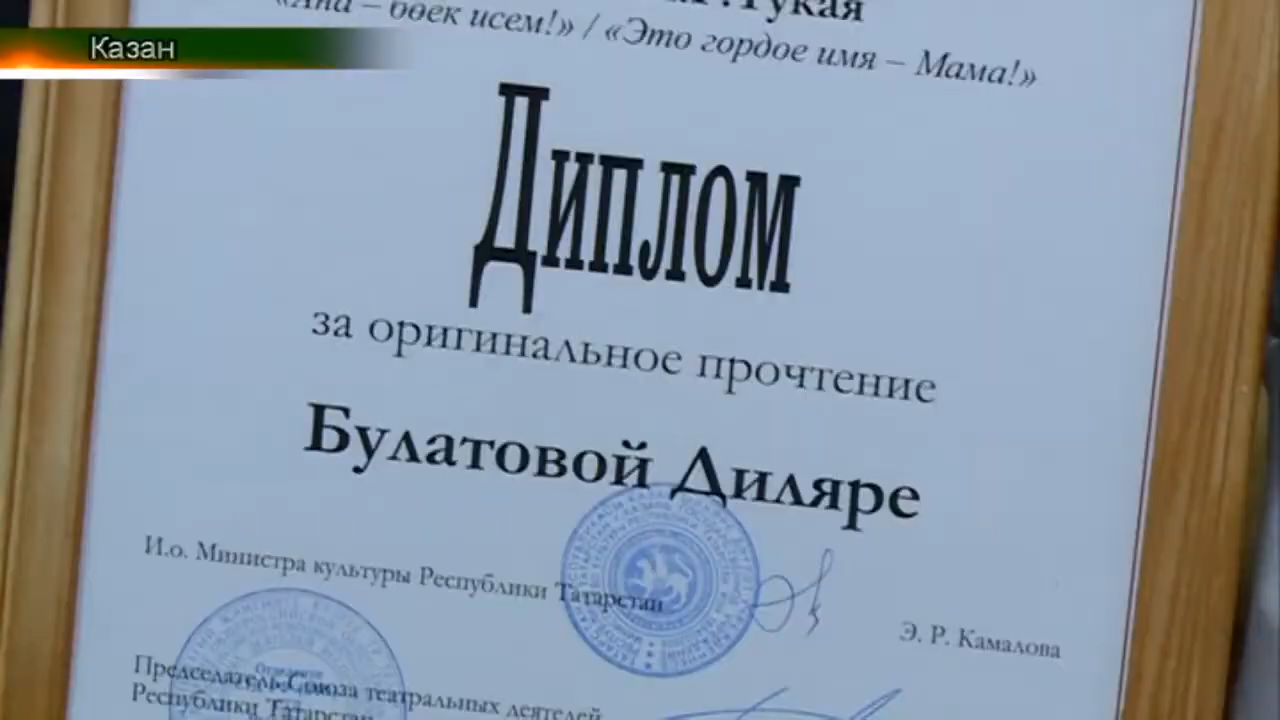 Тукая
«Ана – бөек исем!» / «Это гордое имя – Мама!»
Казан
Диплом
за оригинальное прочтение
Булатовой Диляре
И.о. Министра культуры Республики Татарстан
Э. Р. Камалова
Председатель Союза театральных деятелей
Республики Татарстан